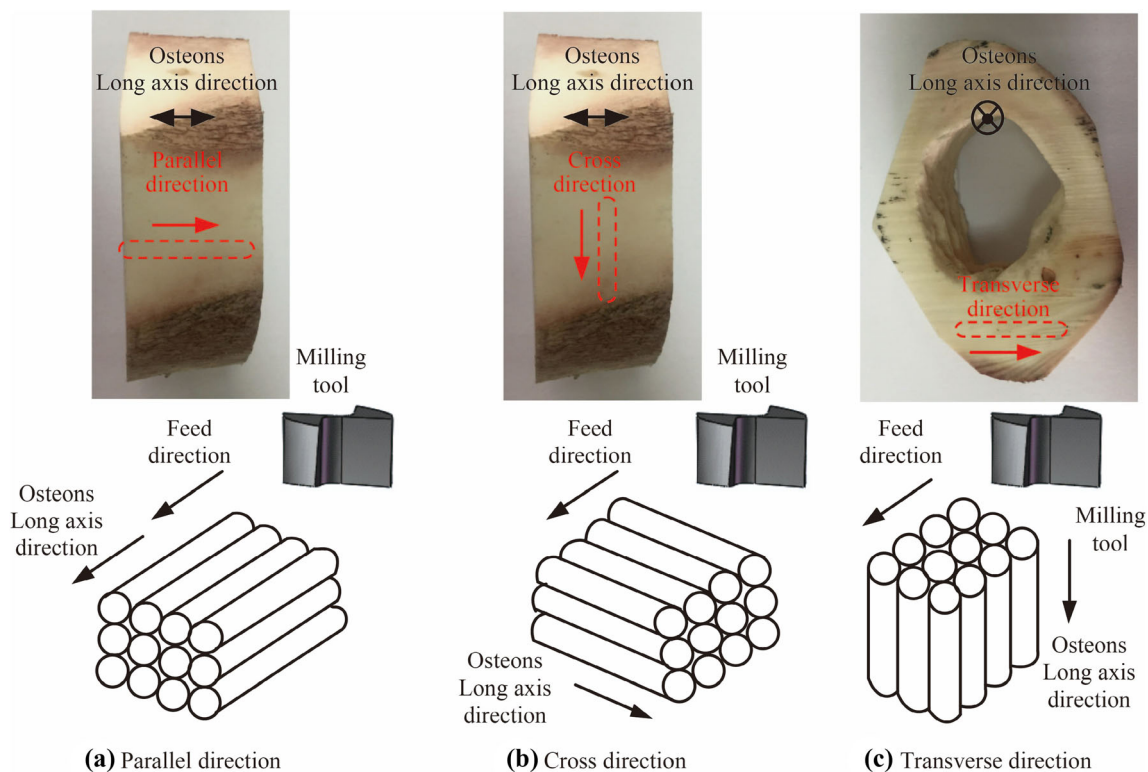 Osteons
Long axis direction
Parallel
direction
Milling
tool
Feed
direction
Osteons
Long axis
direction
(a) Parallel direction
Osteons
Long axis direction
Cross
direction
Milling
tool
Feed
direction
Osteons
Long axis
direction
(b) Cross direction
Osteons
Long axis direction
Transverse
direction
Feed
direction
Milling
tool
Osteons
Long axis
direction
(c) Transverse direction